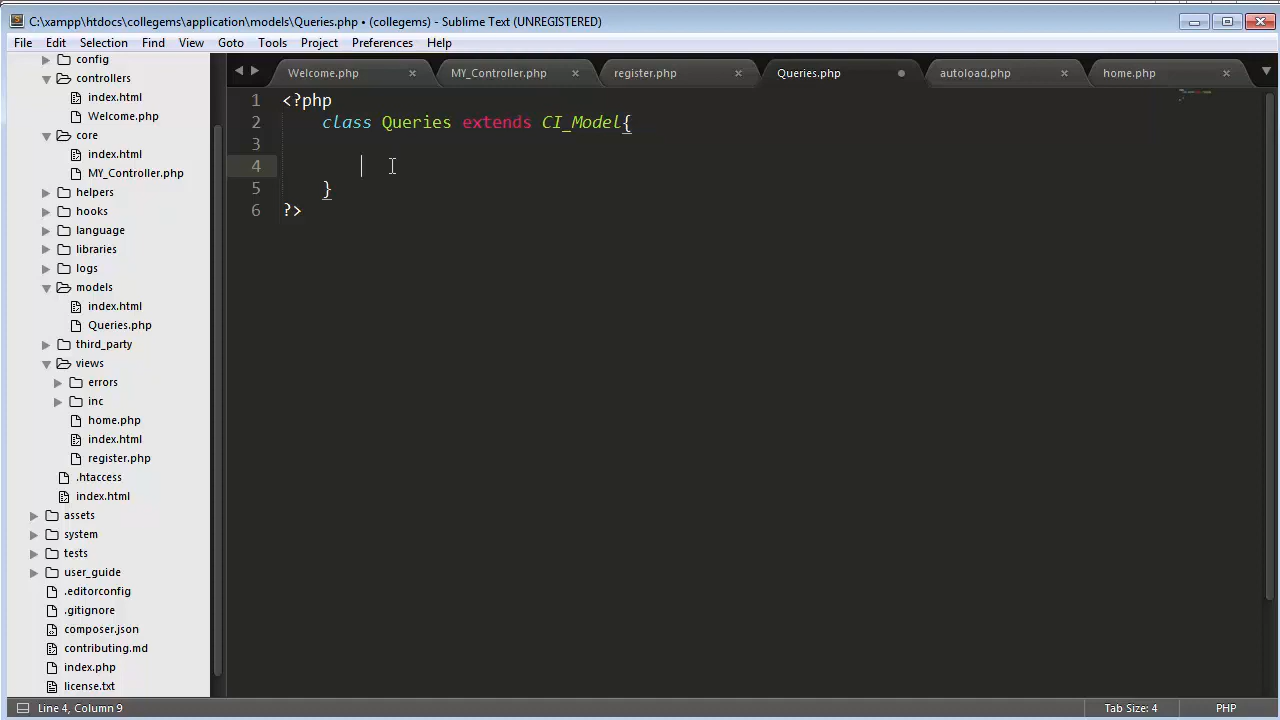 C:\xampp\htdocs\collegems\application\models\Queries.php • (collegems) - Sublime Text (UNREGISTERED)
File Edit Selection Find View Goto Tools Project Preferences Help
Welcome.php MY_Controller.php register.php Queries.php autoload.php home.php
config
controllers
index.html
Welcome.php
core
index.html
MY_Controller.php
helpers
hooks
language
libraries
logs
models
index.html
Queries.php
third_party
views
errors
inc
home.php
index.html
register.php
.htaccess
index.html
assets
system
tests
user_guide
.editorconfig
.gitignore
composer.json
contributing.md
index.php
license.txt
1 <?php
2 class Queries extends CI_Model{
3
4
5 }
6 ?>
Line 4, Column 9 Tab Size: 4 PHP